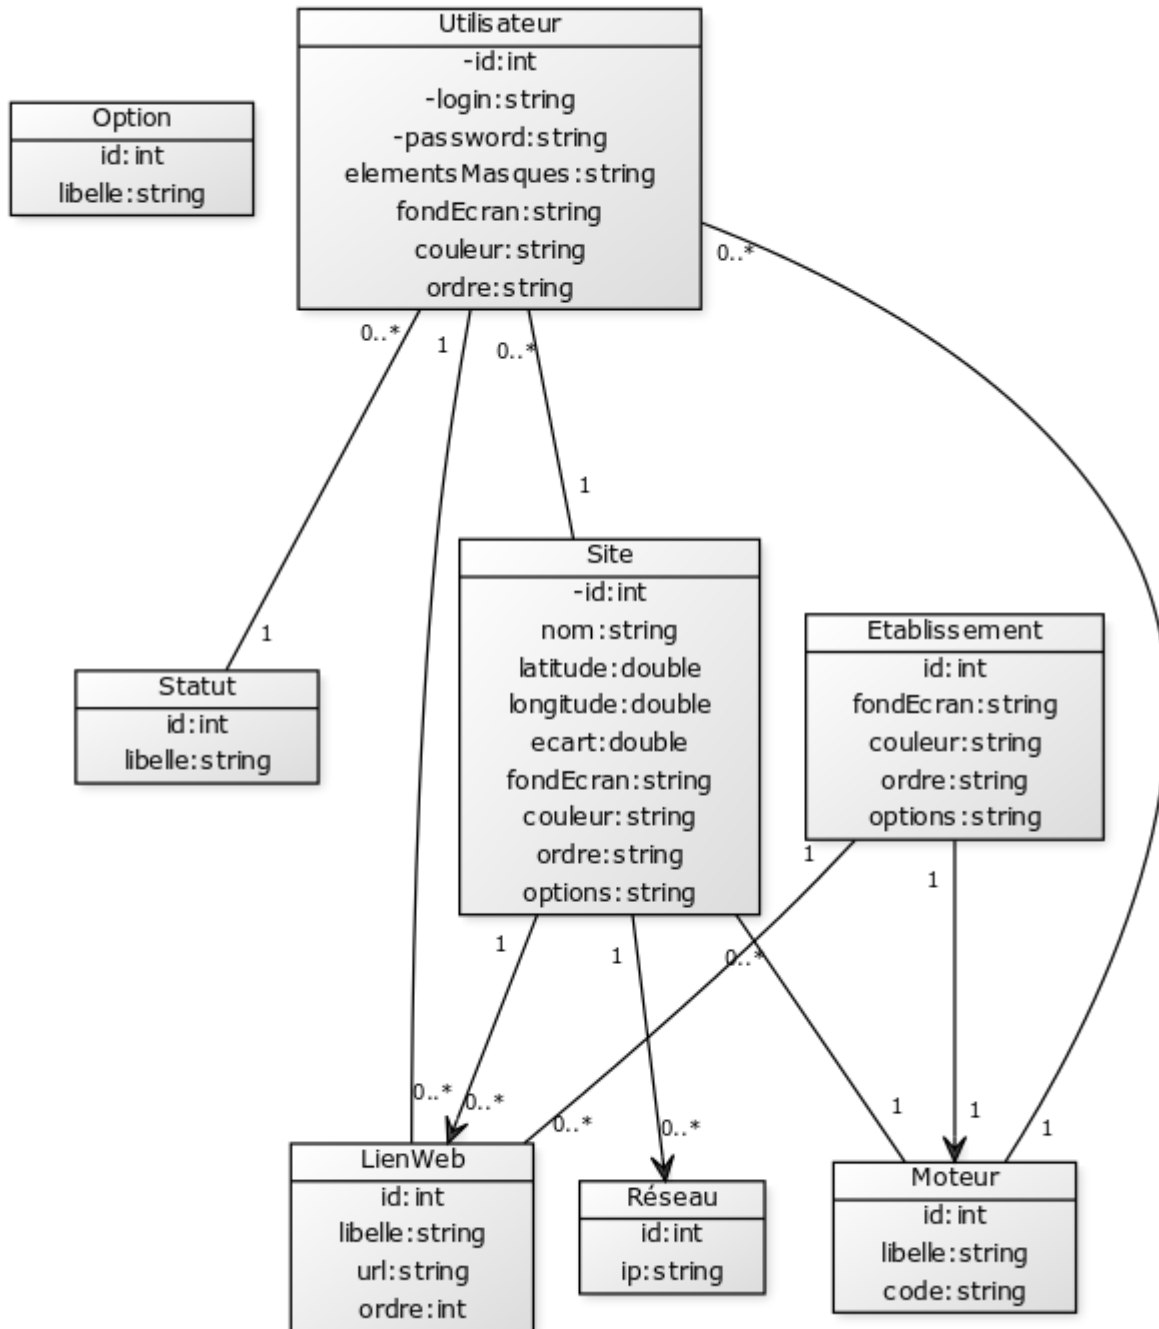 Utilisateur
-id:int
-login:string
-password:string
elementsMasques:string
fondEcran:string
couleur:string
ordre:string
Option
id:int
libelle:string
0..*
0..*
1
0..*
1
1
Site
-id:int
nom:string
latitude:double
longitude:double
ecart:double
fondEcran:string
couleur:string
ordre:string
options:string
Etablissement
id:int
fondEcran:string
couleur:string
ordre:string
options:string
Statut
id:int
libelle:string
1
1
1
1
0..*
0..*
0..*
0..*
0..*
1
1
1
LienWeb
id:int
libelle:string
url:string
ordre:int
Réseau
id:int
ip:string
Moteur
id:int
libelle:string
code:string